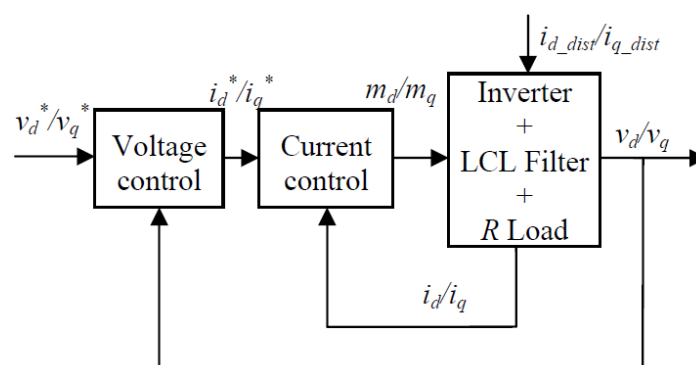 i_d_dist/i_q_dist
v_d*/v_q*
i_d*/i_q*
m_d/m_q
Voltage
control
Current
control
Inverter
+
LCL Filter
+
R Load
v_d/v_q
i_d/i_q